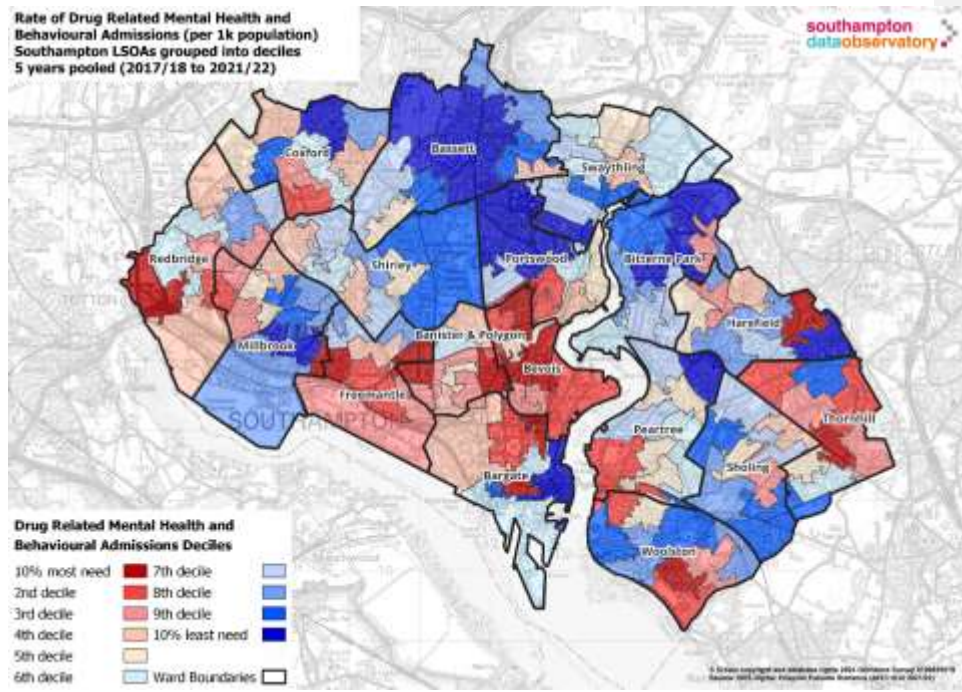 Rate of Drug Related Mental Health and
Behavioural Admissions (per 1k population)
Southampton LSOAs grouped into deciles
5 years pooled (2017/18 to 2021/22)
southampton
dataobservatory
Coxford
Bassett
Swaythling
Redbridge
Shirley
Portswood
Bitterne Park
Millbrook
Banister & Polygon
Harefield
Bevois
Freemantle
SOUTHAMPTON
Peartree
Thornhill
Sholing
Bargate
Woolston
Drug Related Mental Health and
Behavioural Admissions Deciles
10% most need
7th decile
2nd decile
8th decile
3rd decile
9th decile
4th decile
10% least need
5th decile
6th decile
Ward Boundaries